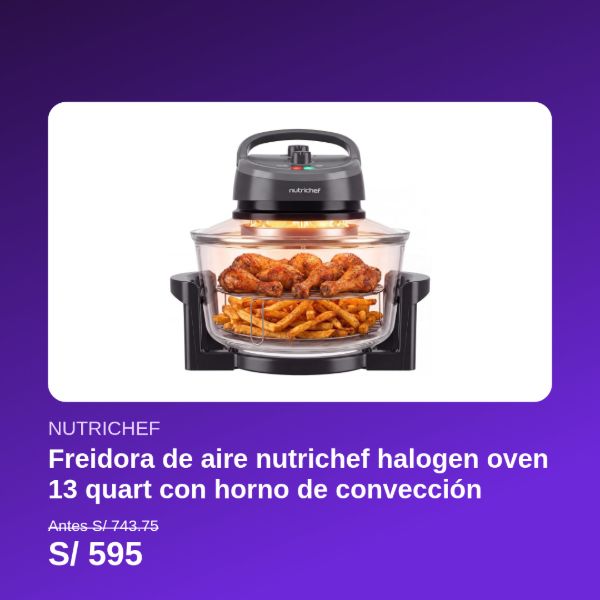 nutrichef
NUTRICHEF
Freidora de aire nutrichef halogen oven
13 quart con horno de convección
Antes S/ 743.75
S/ 595